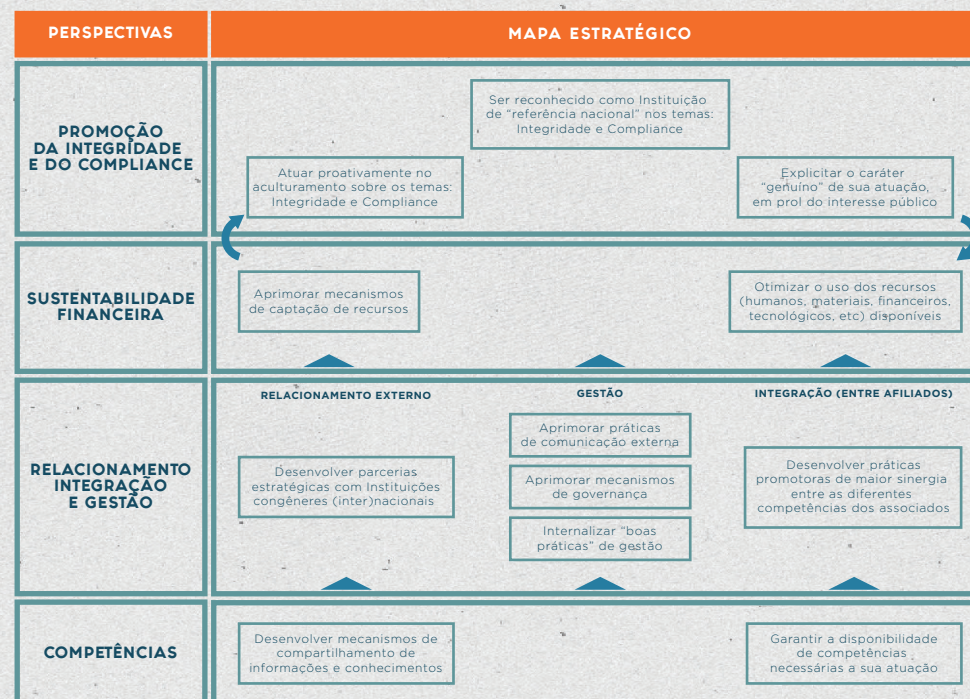 PERSPECTIVAS
MAPA ESTRATÉGICO
PROMOÇÃO
DA INTEGRIDADE
E DO COMPLIANCE
Ser reconhecido como Instituição
de “referência nacional” nos temas:
Integridade e Compliance
Atuar proativamente no
aculturamento sobre os temas:
Integridade e Compliance
Explicitar o caráter
“genuíno” de sua atuação,
em prol do interesse público
SUSTENTABILIDADE
FINANCEIRA
Aprimorar mecanismos
de captação de recursos
Otimizar o uso dos recursos
(humanos, materiais, financeiros,
tecnológicos, etc) disponíveis
RELACIONAMENTO
INTEGRAÇÃO
E GESTÃO
RELACIONAMENTO EXTERNO
Desenvolver parcerias
estratégicas com Instituições
congêneres (inter)nacionais
GESTÃO
Aprimorar práticas
de comunicação externa
Aprimorar mecanismos
de governança
Internalizar “boas
práticas” de gestão
INTEGRAÇÃO (ENTRE AFILIADOS)
Desenvolver práticas
promotoras de maior sinergia
entre as diferentes
competências dos associados
COMPETÊNCIAS
Desenvolver mecanismos de
compartilhamento de
informações e conhecimentos
Garantir a disponibilidade
de competências
necessárias a sua atuação